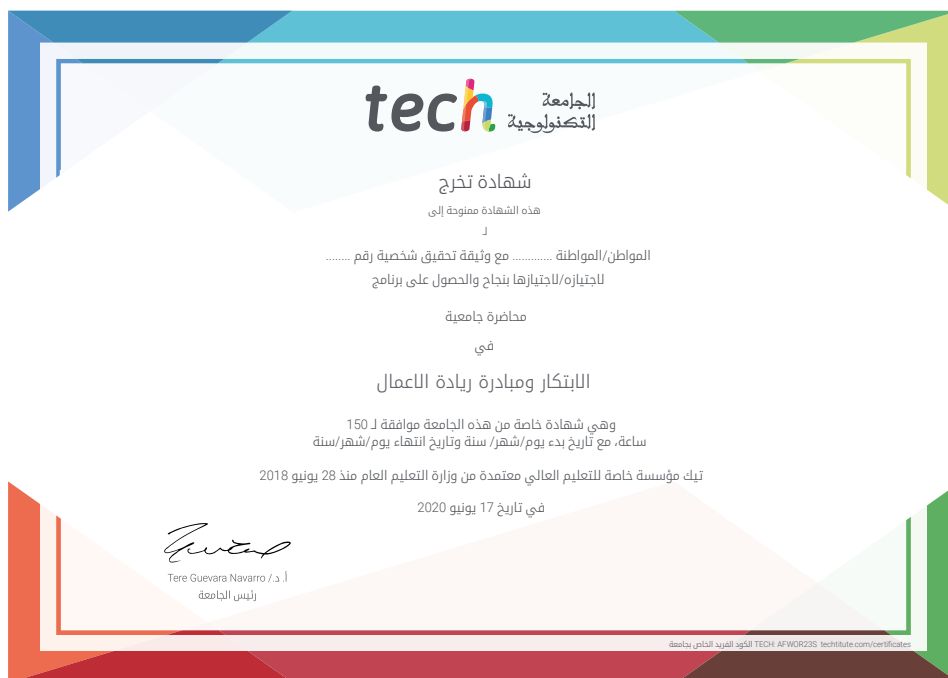 tech الجامعة
التكنولوجية
شهادة تخرج
هذه الشهادة ممنوحة إلى
لـ
المواطن/المواطنة ............ مع وثيقة تحقيق شخصية رقم ........
لاجتيازه/لاجتيازها بنجاح والحصول على برنامج
محاضرة جامعية
في
الابتكار ومبادرة ريادة الاعمال
وهي شهادة خاصة من هذه الجامعة موافقة لـ 150
ساعة، مع تاريخ بدء يوم/شهر/ سنة وتاريخ انتهاء يوم/شهر/سنة
تيك مؤسسة خاصة للتعليم العالي معتمدة من وزارة التعليم العام منذ 28 يونيو 2018
في تاريخ 17 يونيو 2020
أ. د./ Tere Guevara Navarro
رئيس الجامعة
الكود الفريد الخاص بجامعة TECH: AFWOR23S techtitute.com/certificates